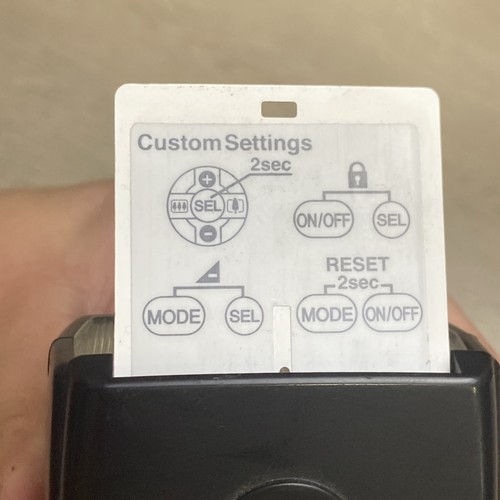 Custom Settings
2sec
SEL
ON/OFF SEL
MODE SEL
RESET
2sec
MODE ON/OFF